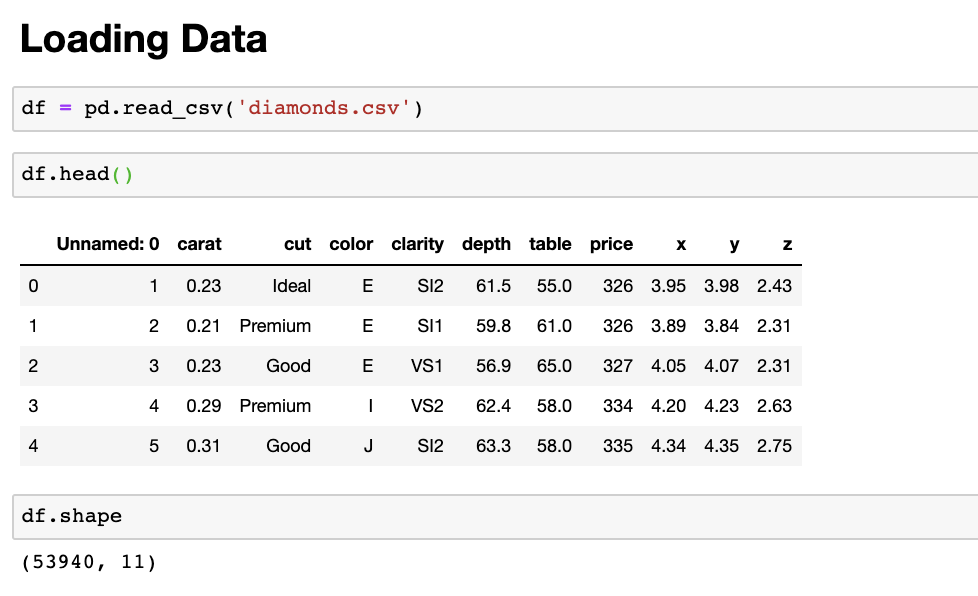 Loading Data
df = pd.read_csv('diamonds.csv')
df.head()
Unnamed: 0 carat cut color clarity depth table price x y z
0 1 0.23 Ideal E SI2 61.5 55.0 326 3.95 3.98 2.43
1 2 0.21 Premium E SI1 59.8 61.0 326 3.89 3.84 2.31
2 3 0.23 Good E VS1 56.9 65.0 327 4.05 4.07 2.31
3 4 0.29 Premium I VS2 62.4 58.0 334 4.20 4.23 2.63
4 5 0.31 Good J SI2 63.3 58.0 335 4.34 4.35 2.75
df.shape
(53940, 11)